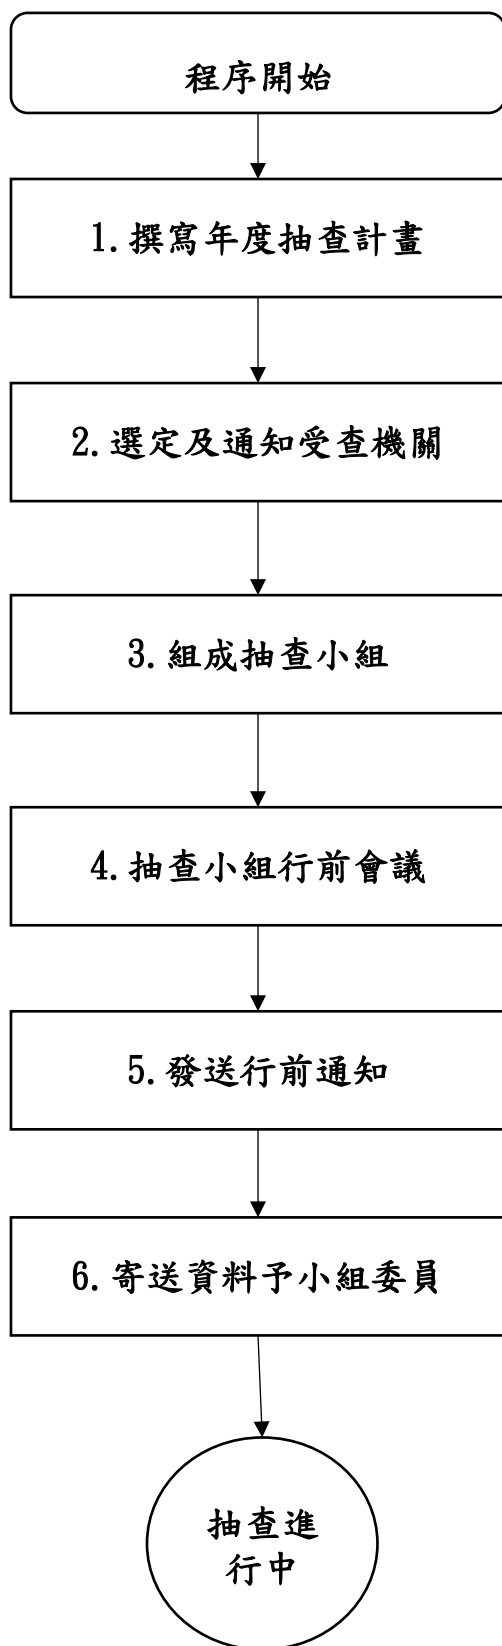 程序開始
1.撰寫年度抽查計畫
2.選定及通知受查機關
3.組成抽查小組
4.抽查小組行前會議
5.發送行前通知
6.寄送資料予小組委員
抽查進
行中